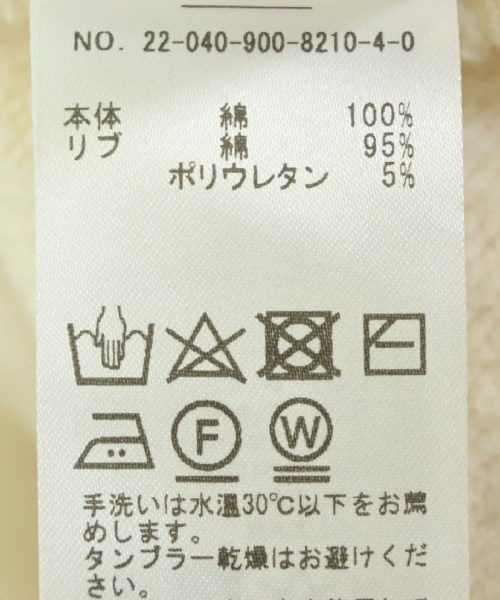 NO. 22-040-900-8210-4-0
本体 綿 100%
リブ 綿 95%
ポリウレタン 5%
F
W
手洗いは水温30℃以下をお薦
めします。
タンブラー乾燥はお避けくだ
さい。